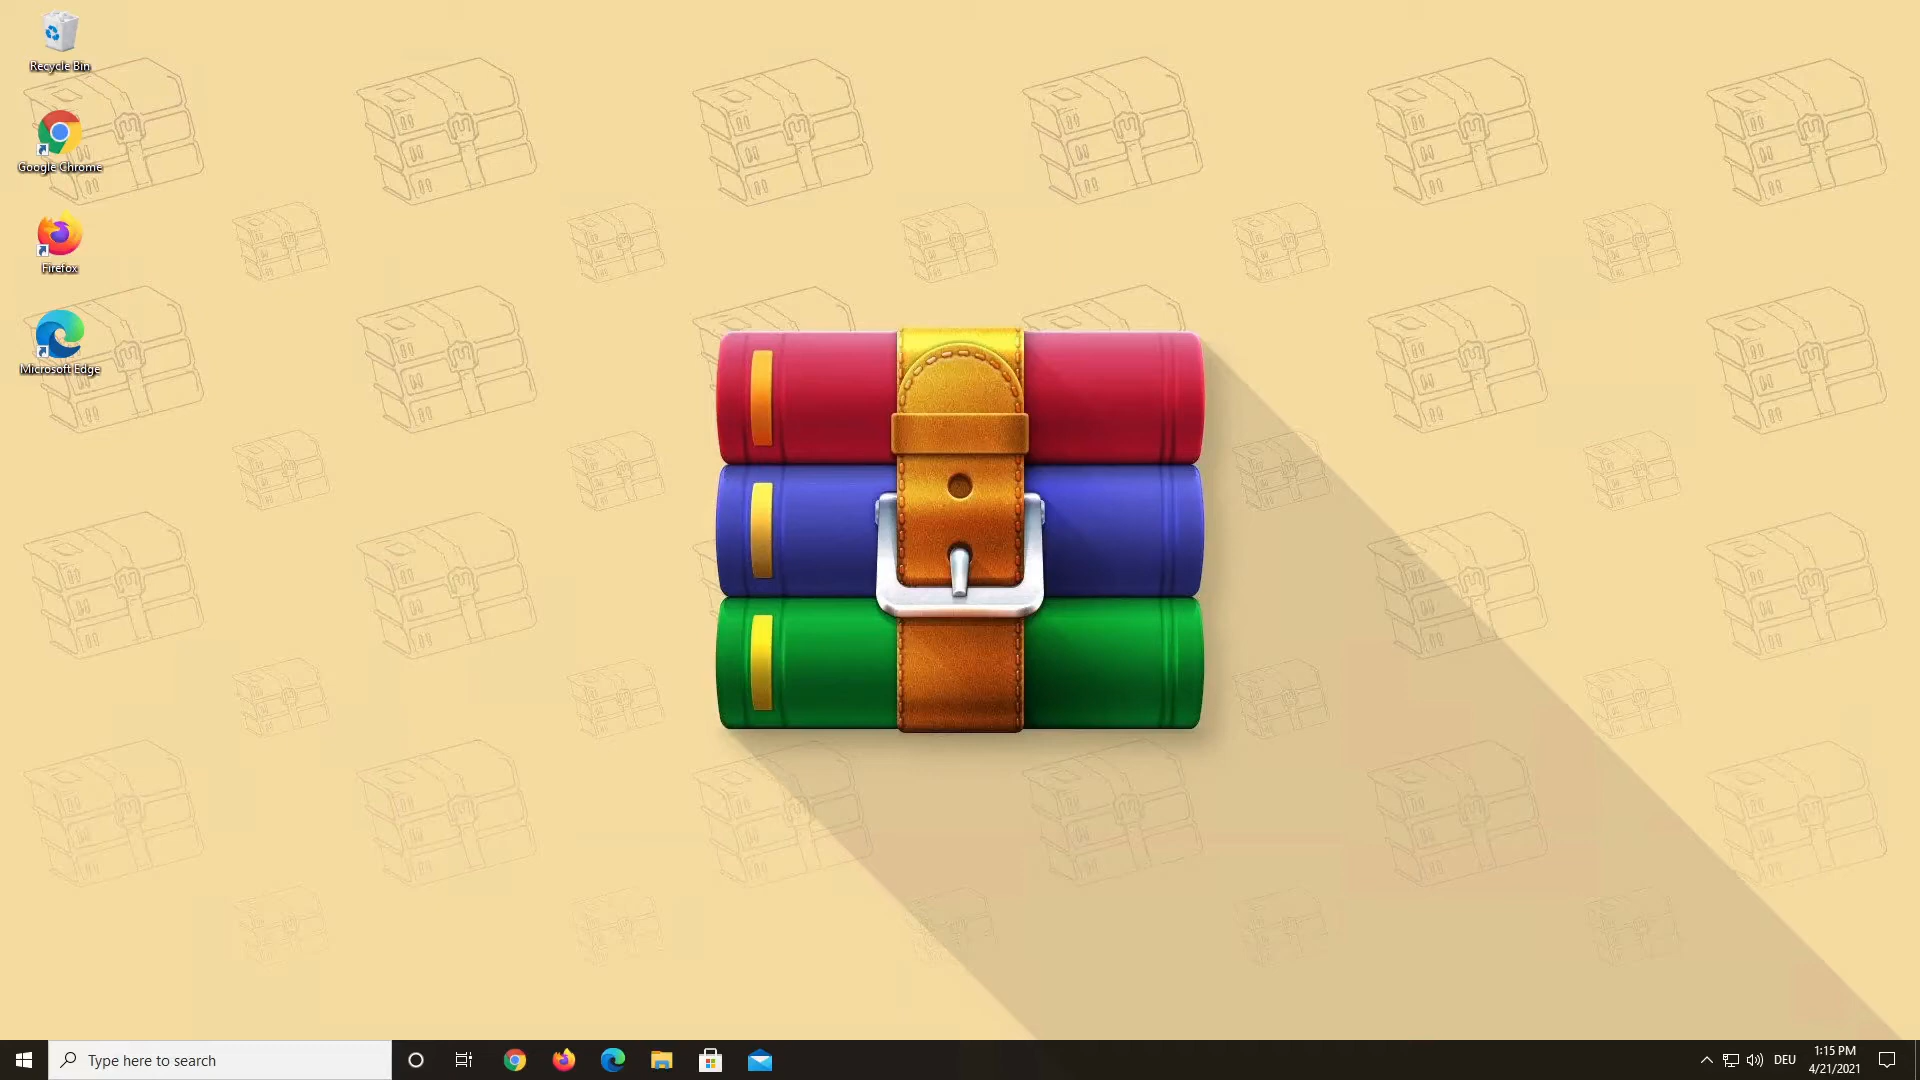 Recycle Bin
Google Chrome
Firefox
Microsoft Edge
Type here to search
DEU
1:15 PM
4/21/2021